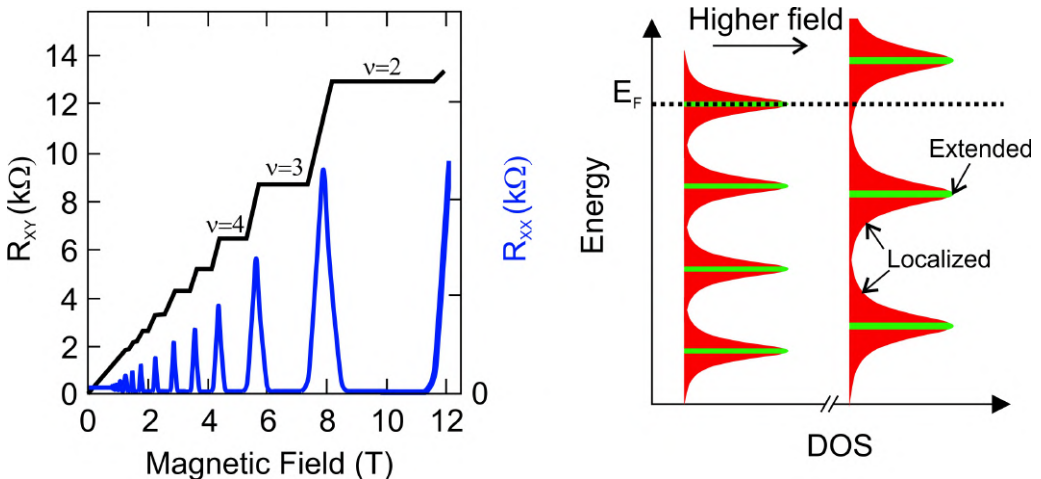 14
12
10
8
6
4
2
0
R_XY (kΩ)
ν=2
ν=3
ν=4
0
2
4
6
8
10
12
Magnetic Field (T)
0
R_XX (kΩ)
Higher field
E_F
Extended
Localized
Energy
DOS